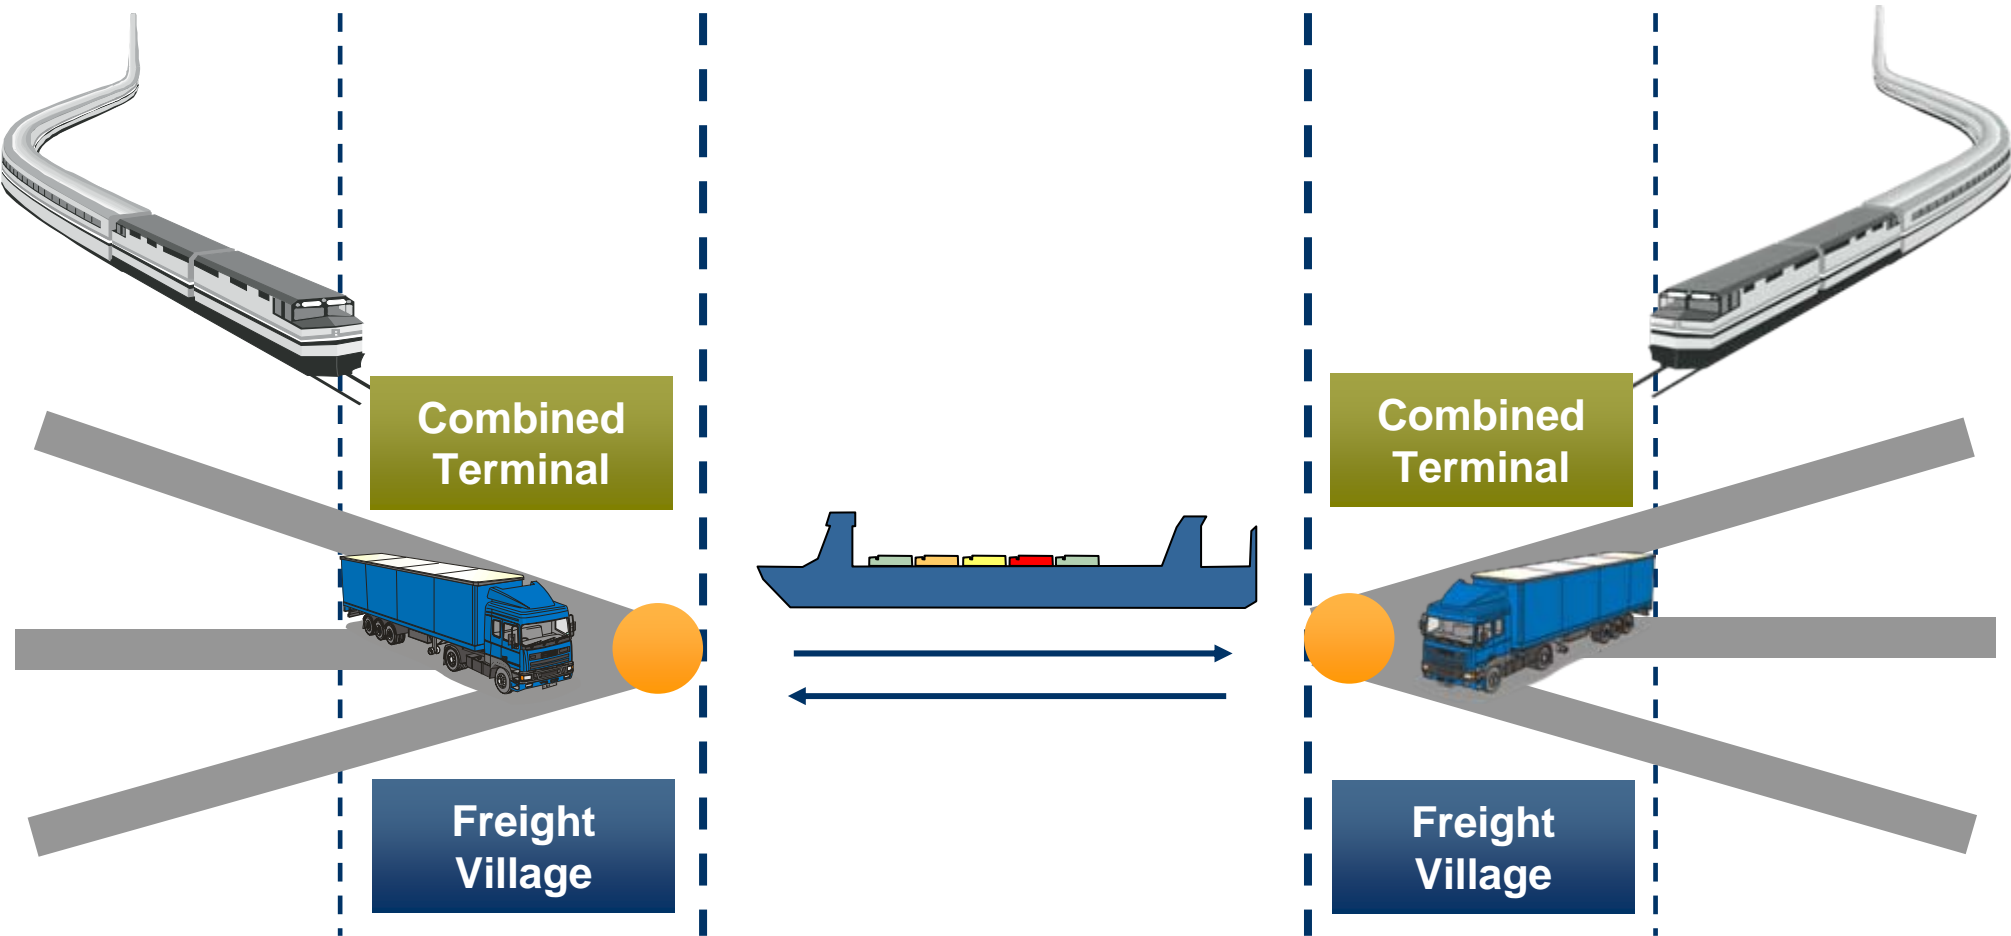 Combined
Terminal
Combined
Terminal
Freight
Village
Freight
Village